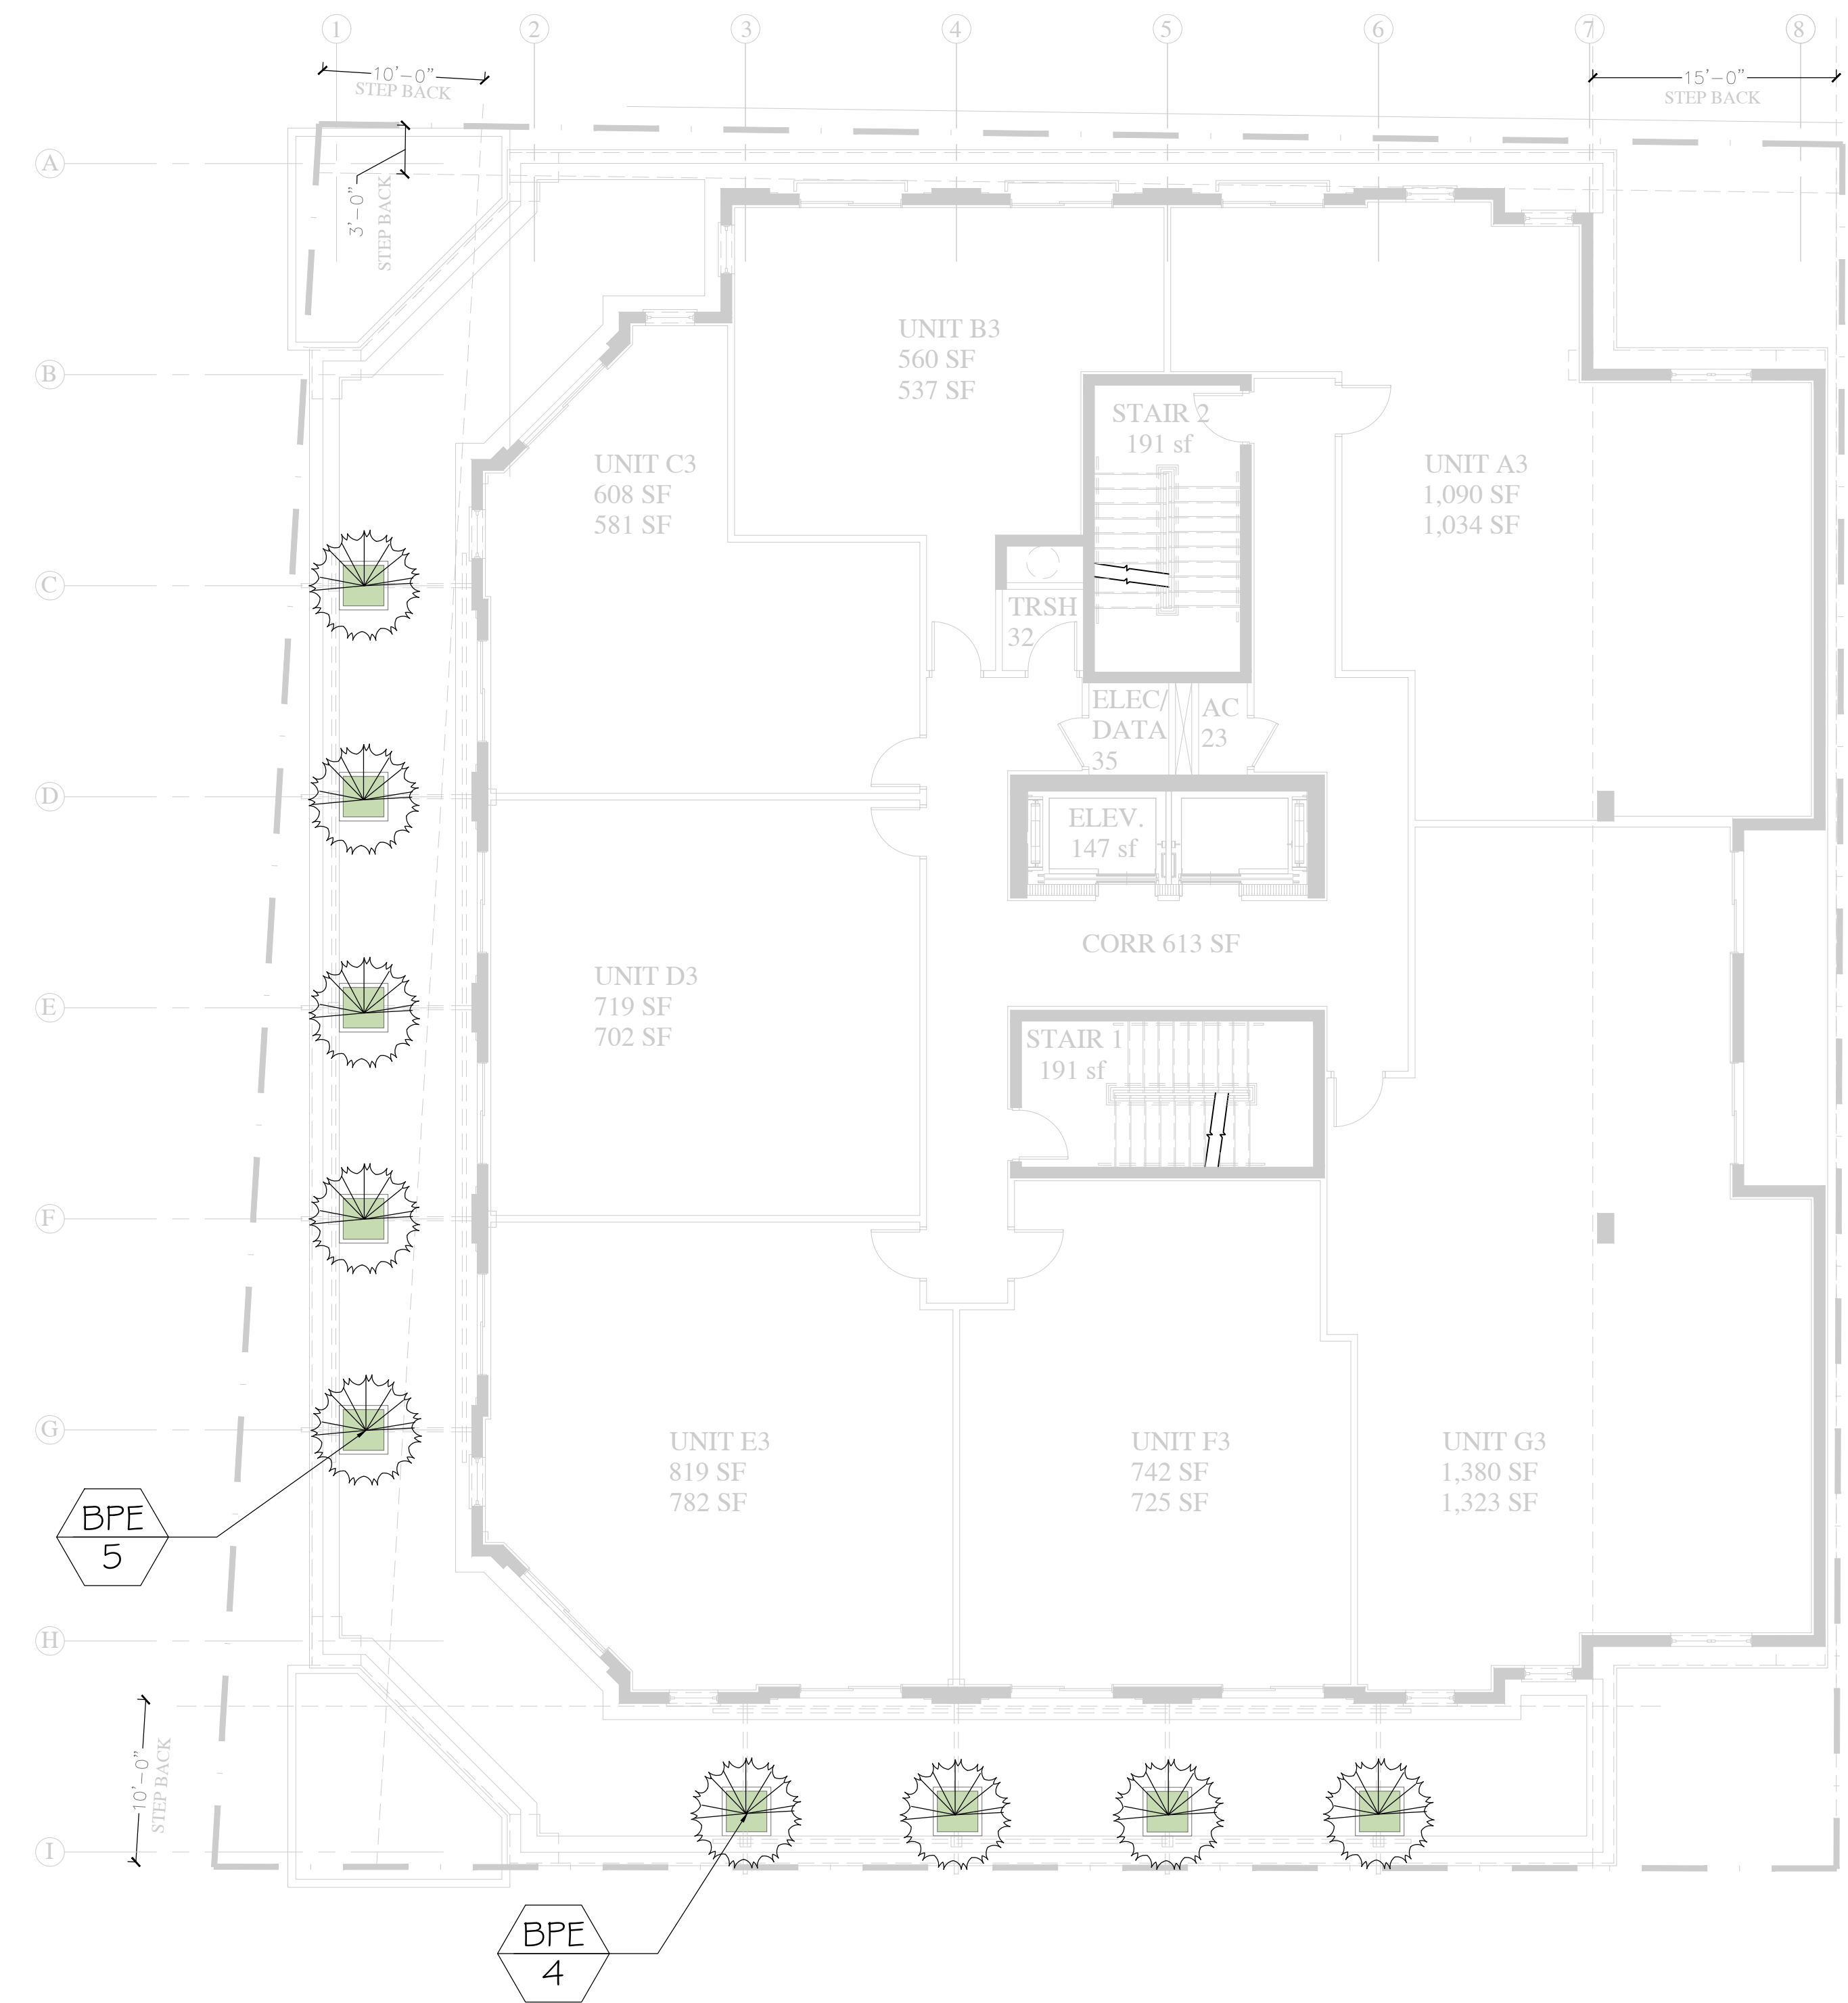 1
2
3
4
5
6
7
8
10'-0"
STEP BACK
15'-0"
STEP BACK
3'-0"
STEP BACK
A
B
C
D
E
F
G
H
I
UNIT B3
560 SF
537 SF
STAIR 2
191 sf
UNIT C3
608 SF
581 SF
UNIT A3
1,090 SF
1,034 SF
TRSH
32
ELEC/
DATA
35
AC
23
ELEV.
147 sf
CORR 613 SF
UNIT D3
719 SF
702 SF
STAIR 1
191 sf
UNIT E3
819 SF
782 SF
UNIT F3
742 SF
725 SF
UNIT G3
1,380 SF
1,323 SF
BPE
5
10'-0"
STEP BACK
BPE
4